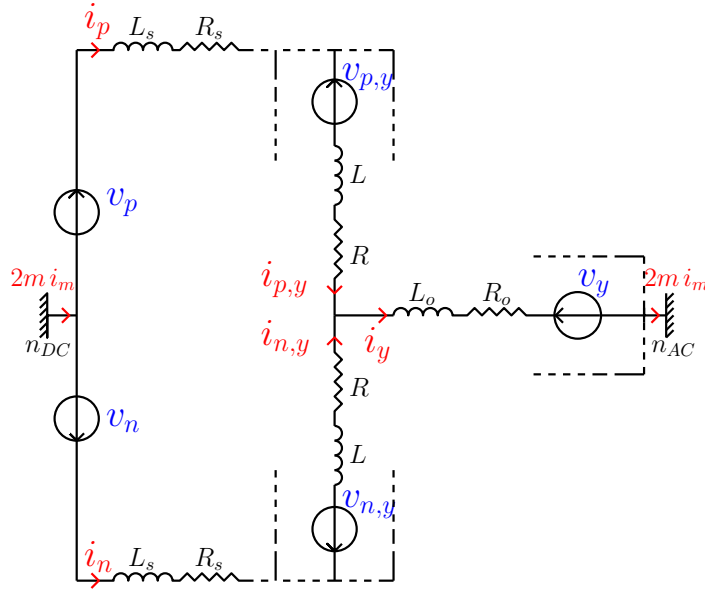 i_p
L_s
R_s
v_{p,y}
L
v_p
R
i_{p,y}
2m i_m
n_{DC}
L_o
R_o
v_y
2m i_m
n_{AC}
i_{n,y}
i_y
R
v_n
L
v_{n,y}
i_n
L_s
R_s